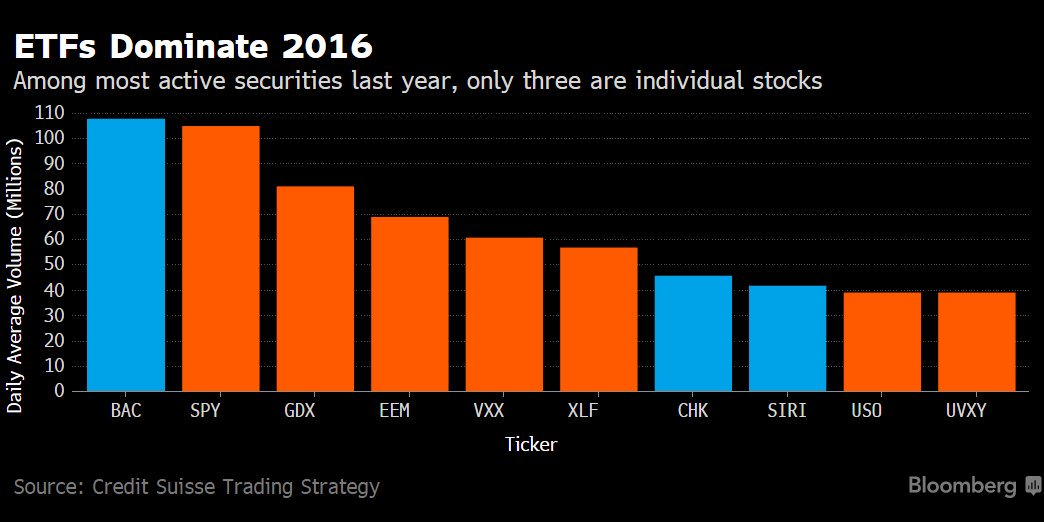 ETFs Dominate 2016
Among most active securities last year, only three are individual stocks
Daily Average Volume (Millions)
110
100
90
80
70
60
50
40
30
20
10
0
BAC SPY GDX EEM VXX XLF CHK SIRI USO UVXY
Ticker
Source: Credit Suisse Trading Strategy
Bloomberg